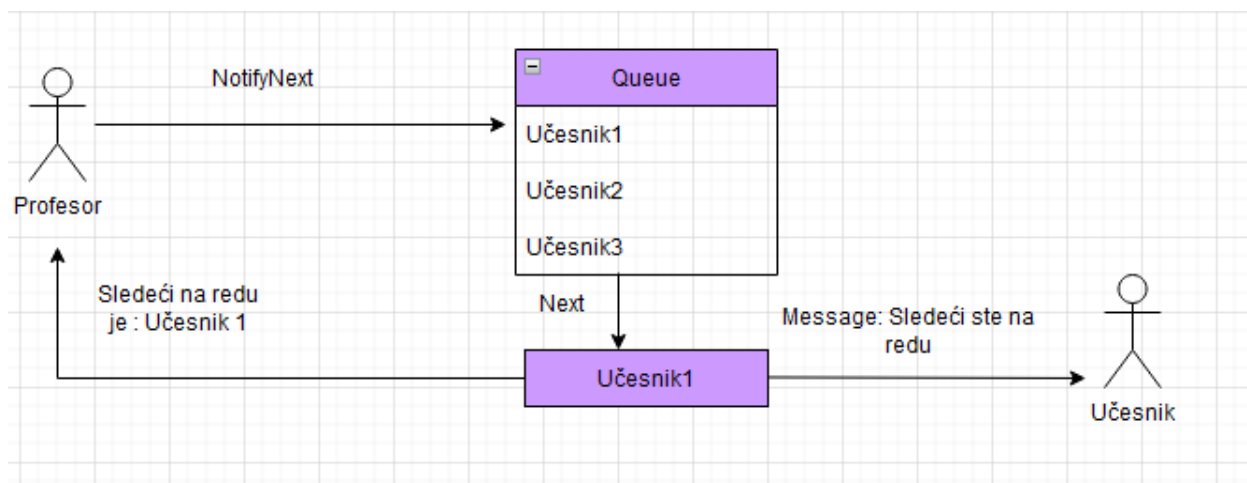 NotifyNext
Queue
Učesnik1
Učesnik2
Učesnik3
Profesor
Sledeći na redu
je : Učesnik 1
Next
Message: Sledeći ste na
redu
Učesnik1
Učesnik